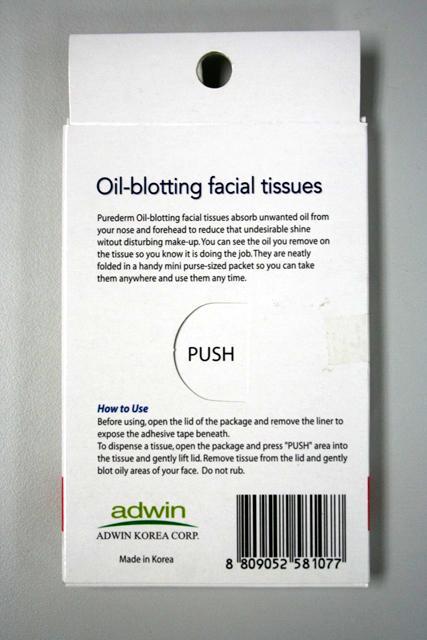 Oil-blotting facial tissues
Purederm Oil-blotting facial tissues absorb unwanted oil from
your nose and forehead to reduce that undesirable shine
witout disturbing make-up. You can see the oil you remove on
the tissue so you know it is doing the job. They are neatly
folded in a handy mini purse-sized packet so you can take
them anywhere and use them any time.
PUSH
How to Use
Before using, open the lid of the package and remove the liner to
expose the adhesive tape beneath.
To dispense a tissue, open the package and press "PUSH" area into
the tissue and gently lift lid. Remove tissue from the lid and gently
blot oily areas of your face. Do not rub.
adwin
ADWIN KOREA CORP.
Made in Korea
8 809052 581077